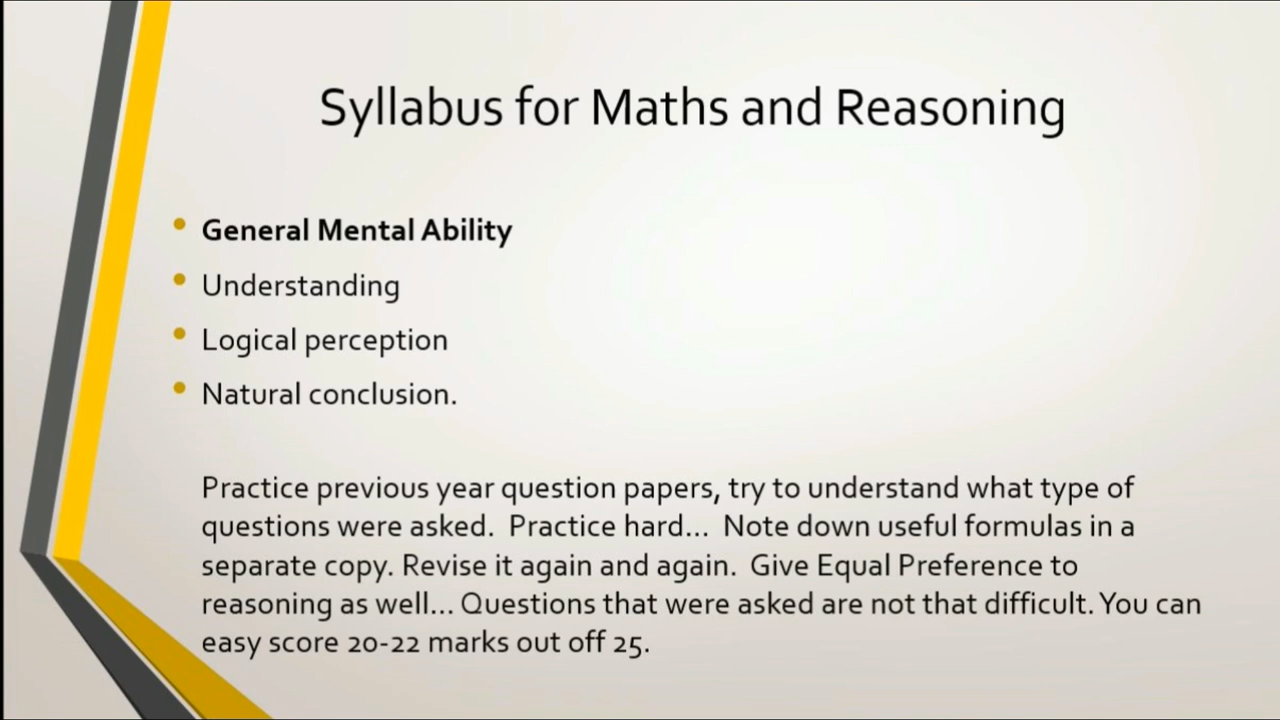 Syllabus for Maths and Reasoning
General Mental Ability
Understanding
Logical perception
Natural conclusion.
Practice previous year question papers, try to understand what type of
questions were asked.  Practice hard...  Note down useful formulas in a
separate copy. Revise it again and again.  Give Equal Preference to
reasoning as well... Questions that were asked are not that difficult. You can
easy score 20-22 marks out off 25.